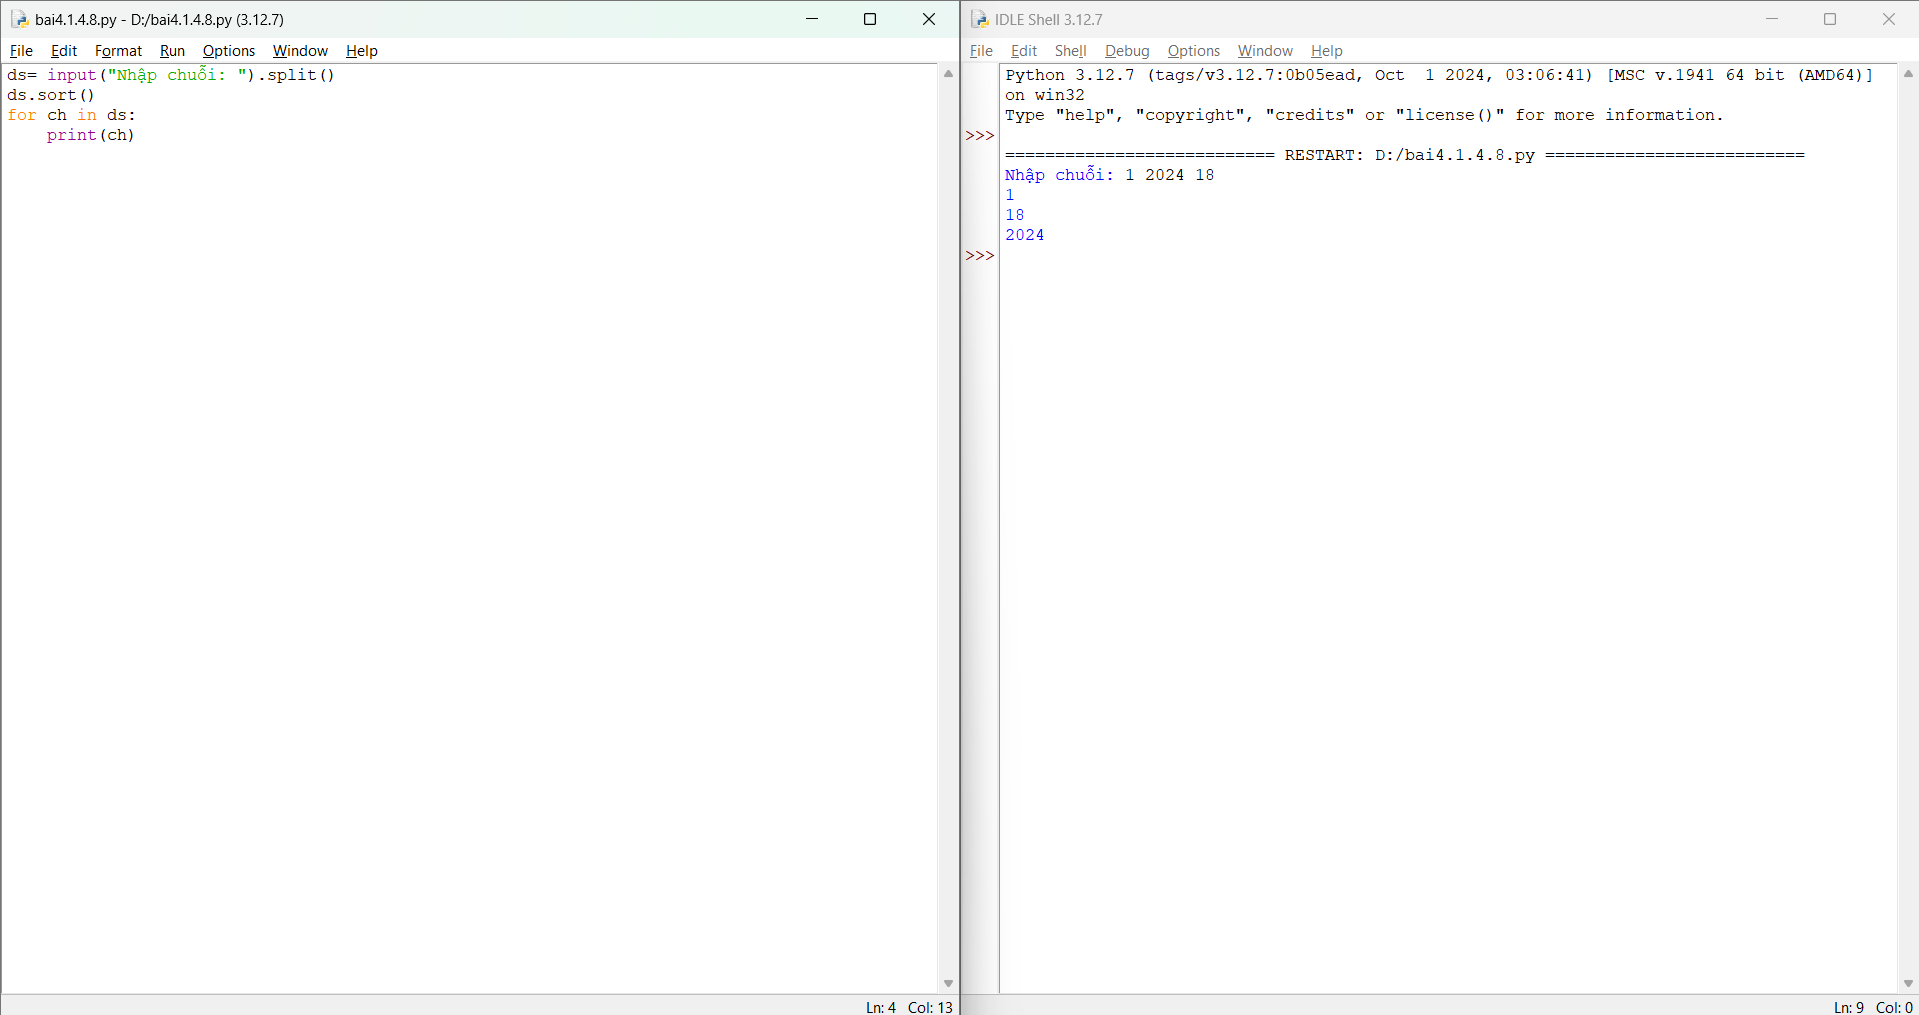 bai4.1.4.8.py - D:/bai4.1.4.8.py (3.12.7)
File Edit Format Run Options Window Help
ds= input("Nhập chuỗi: ").split()
ds.sort()
for ch in ds:
    print(ch)
Ln: 4 Col: 13
IDLE Shell 3.12.7
File Edit Shell Debug Options Window Help
Python 3.12.7 (tags/v3.12.7:0b05ead, Oct  1 2024, 03:06:41) [MSC v.1941 64 bit (AMD64)]
on win32
Type "help", "copyright", "credits" or "license()" for more information.
>>>
=========================== RESTART: D:/bai4.1.4.8.py ==========================
Nhập chuỗi: 1 2024 18
1
18
2024
>>>
Ln: 9 Col: 0